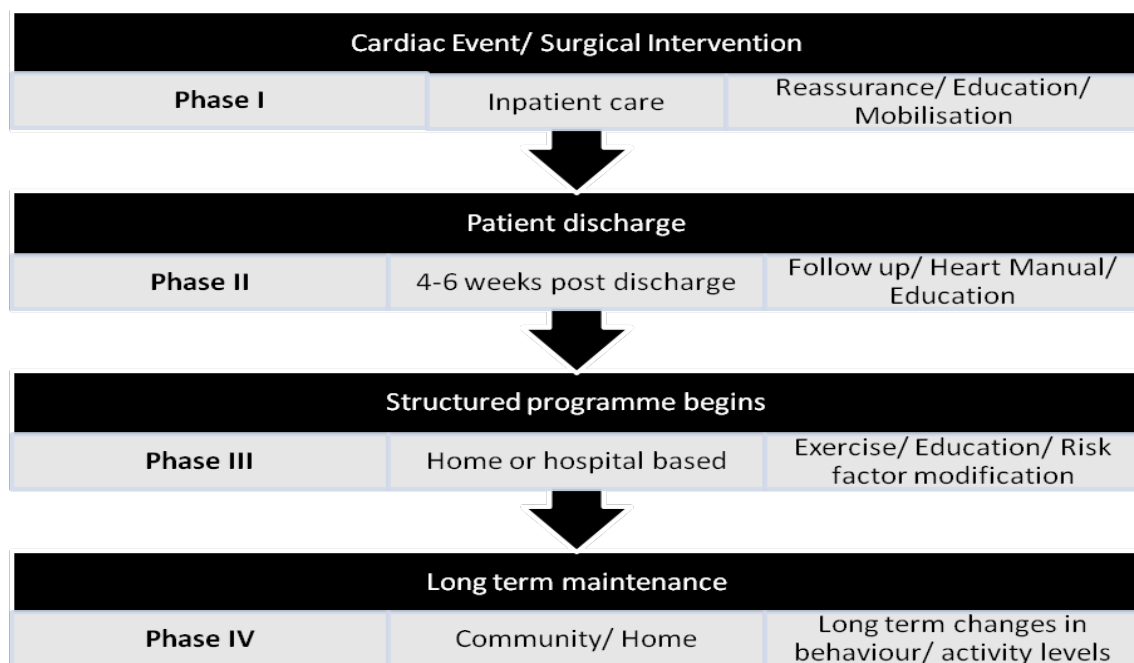 Cardiac Event/ Surgical Intervention
Phase I
Inpatient care
Reassurance/ Education/
Mobilisation
Patient discharge
Phase II
4-6 weeks post discharge
Follow up/ Heart Manual/
Education
Structured programme begins
Phase III
Home or hospital based
Exercise/ Education/ Risk
factor modification
Long term maintenance
Phase IV
Community/ Home
Long term changes in
behaviour/ activity levels